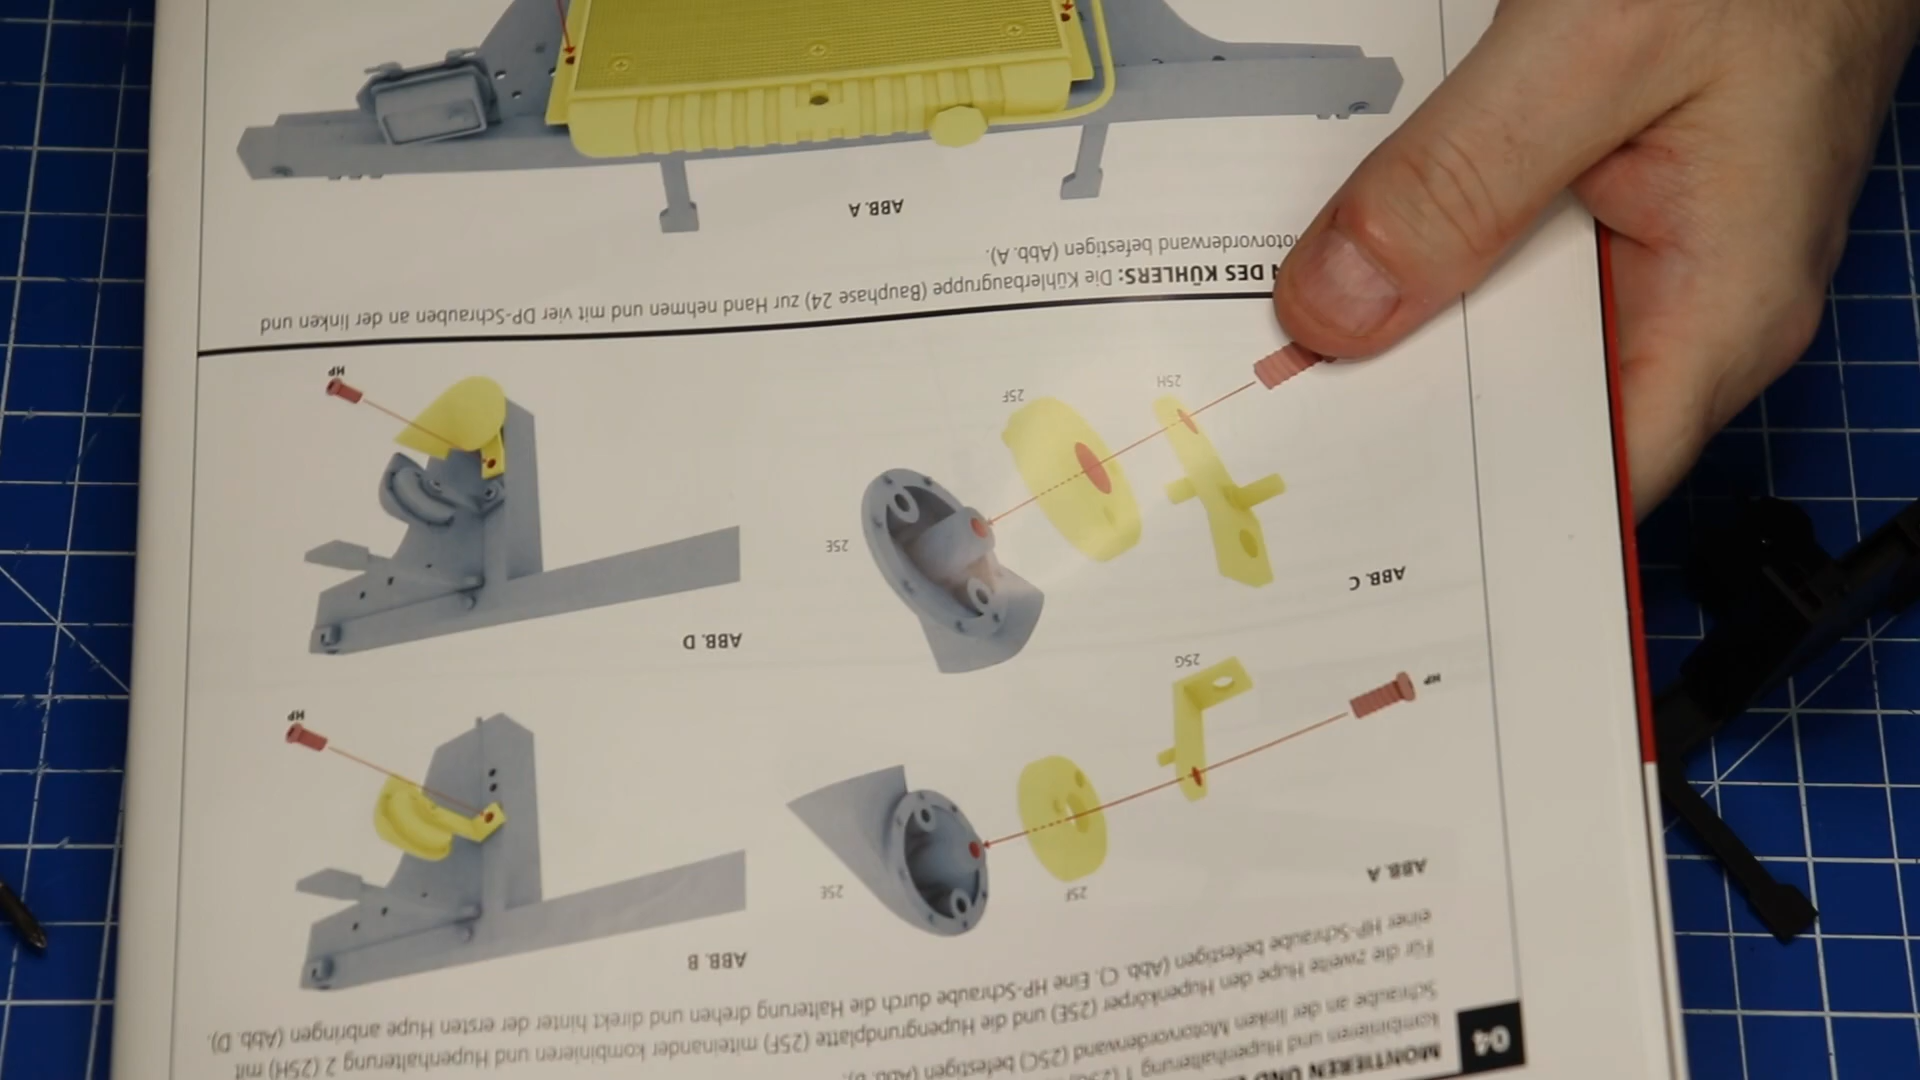 04
MONTIEREN UND
kombinieren und Hupenhalterung 1
Schraube an der linken Motorvorderwand (25C) befestigen (Abb. B).
Für die zweite Hupe den Hupenkörper (25E) und die Hupengrundplatte (25F) miteinander kombinieren und Hupenhalterung 2 (25H) mit
einer HP-Schraube befestigen (Abb. C). Eine HP-Schraube durch die Halterung drehen und direkt hinter der ersten Hupe anbringen (Abb. D).
ABB. A
25F
25E
HP
25G
ABB. B
HP
ABB. C
25E
25F
25H
ABB. D
HP
DES KÜHLERS: Die Kühlerbaugruppe (Bauphase 24) zur Hand nehmen und mit vier DP-Schrauben an der linken und
Motorvorderwand befestigen (Abb. A).
ABB. A